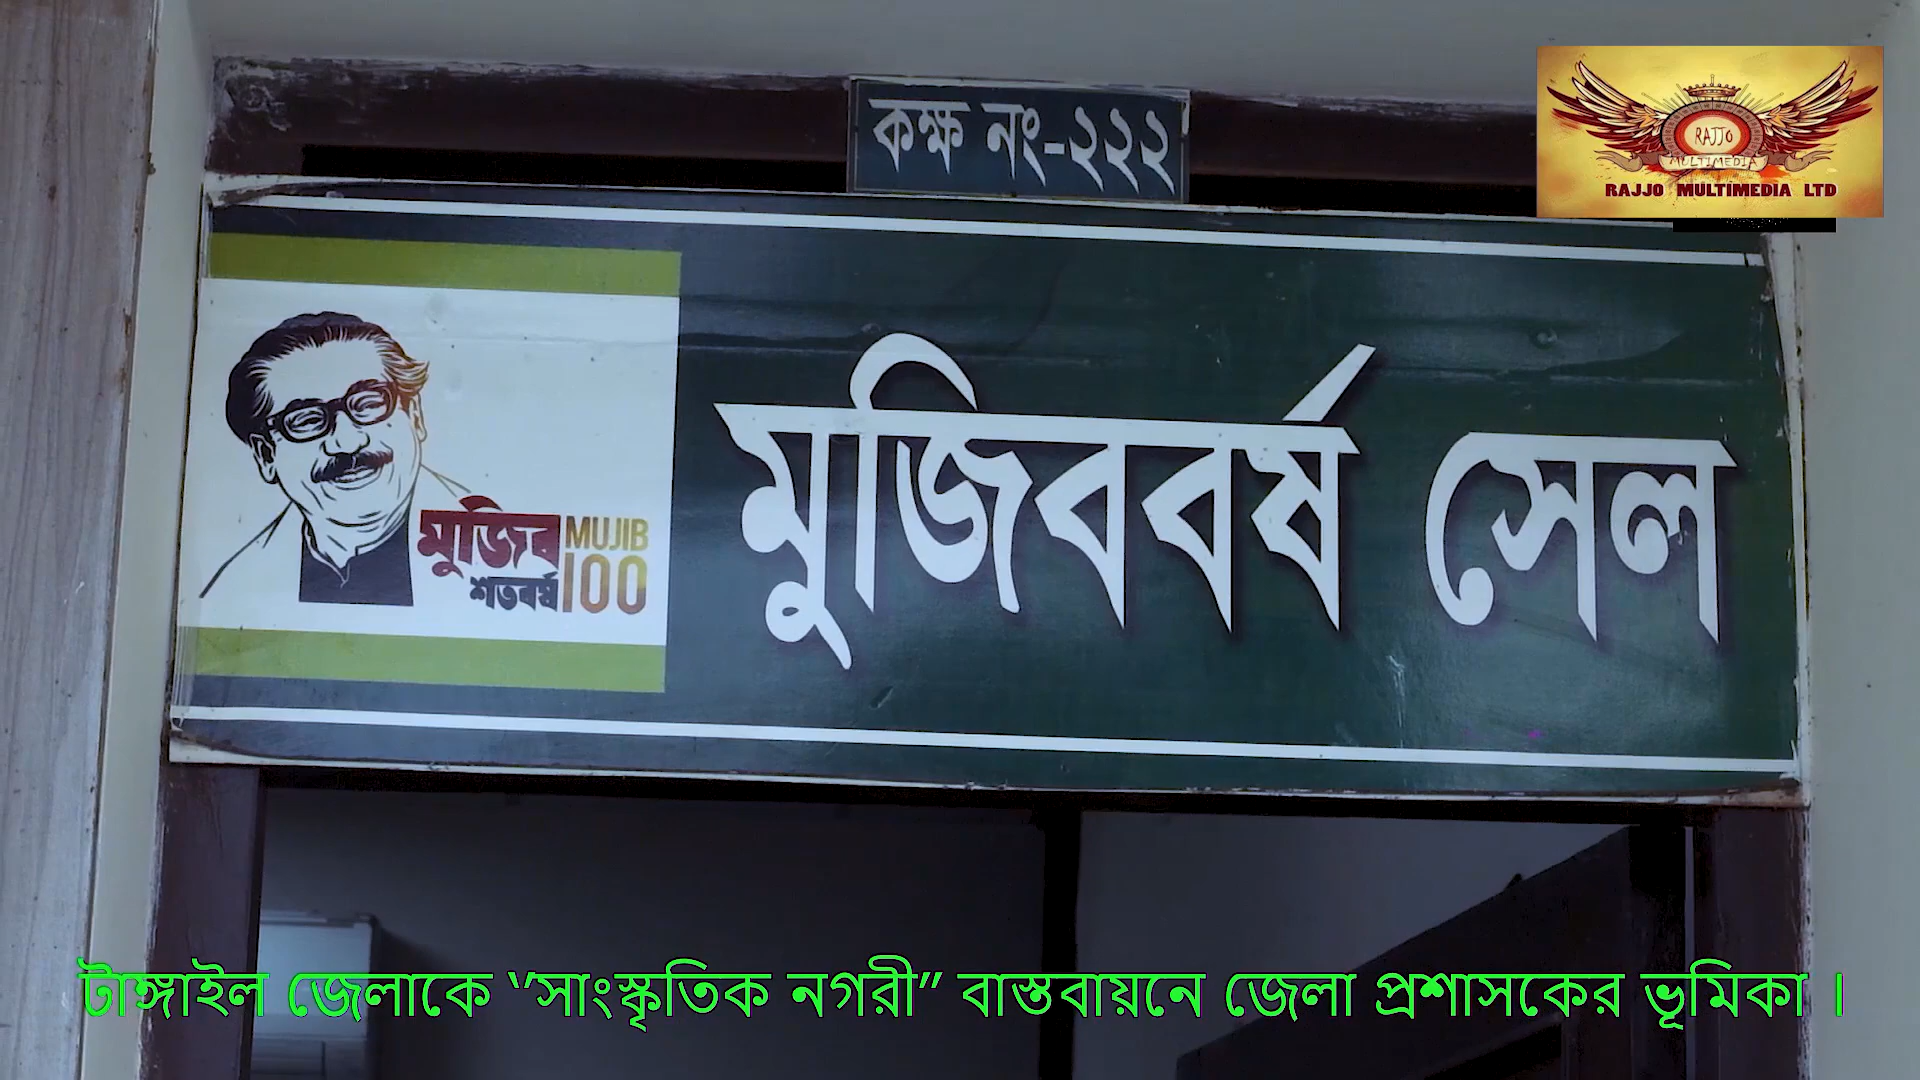 কক্ষ নং-২২২
RAJJO
MULTIMEDIA
RAJJO MULTIMEDIA LTD
মুজিববর্ষ সেল
মুজিব MUJIB
শতবর্ষ 100
টাঙ্গাইল জেলাকে ‘‘সাংস্কৃতিক নগরী’’ বাস্তবায়নে জেলা প্রশাসকের ভূমিকা ।